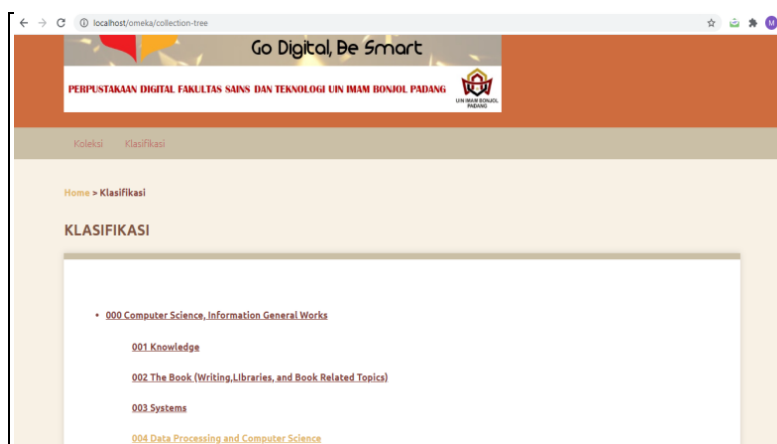 localhost/omeka/collection-tree
M
Go Digital, Be Smart
PERPUSTAKAAN DIGITAL FAKULTAS SAINS DAN TEKNOLOGI UIN IMAM BONJOL PADANG
UIN IMAM BONJOL
PADANG
Koleksi Klasifikasi
Home > Klasifikasi
KLASIFIKASI
• 000 Computer Science, Information General Works
001 Knowledge
002 The Book (Writing,LIbraries, and Book Related Topics)
003 Systems
004 Data Processing and Computer Science